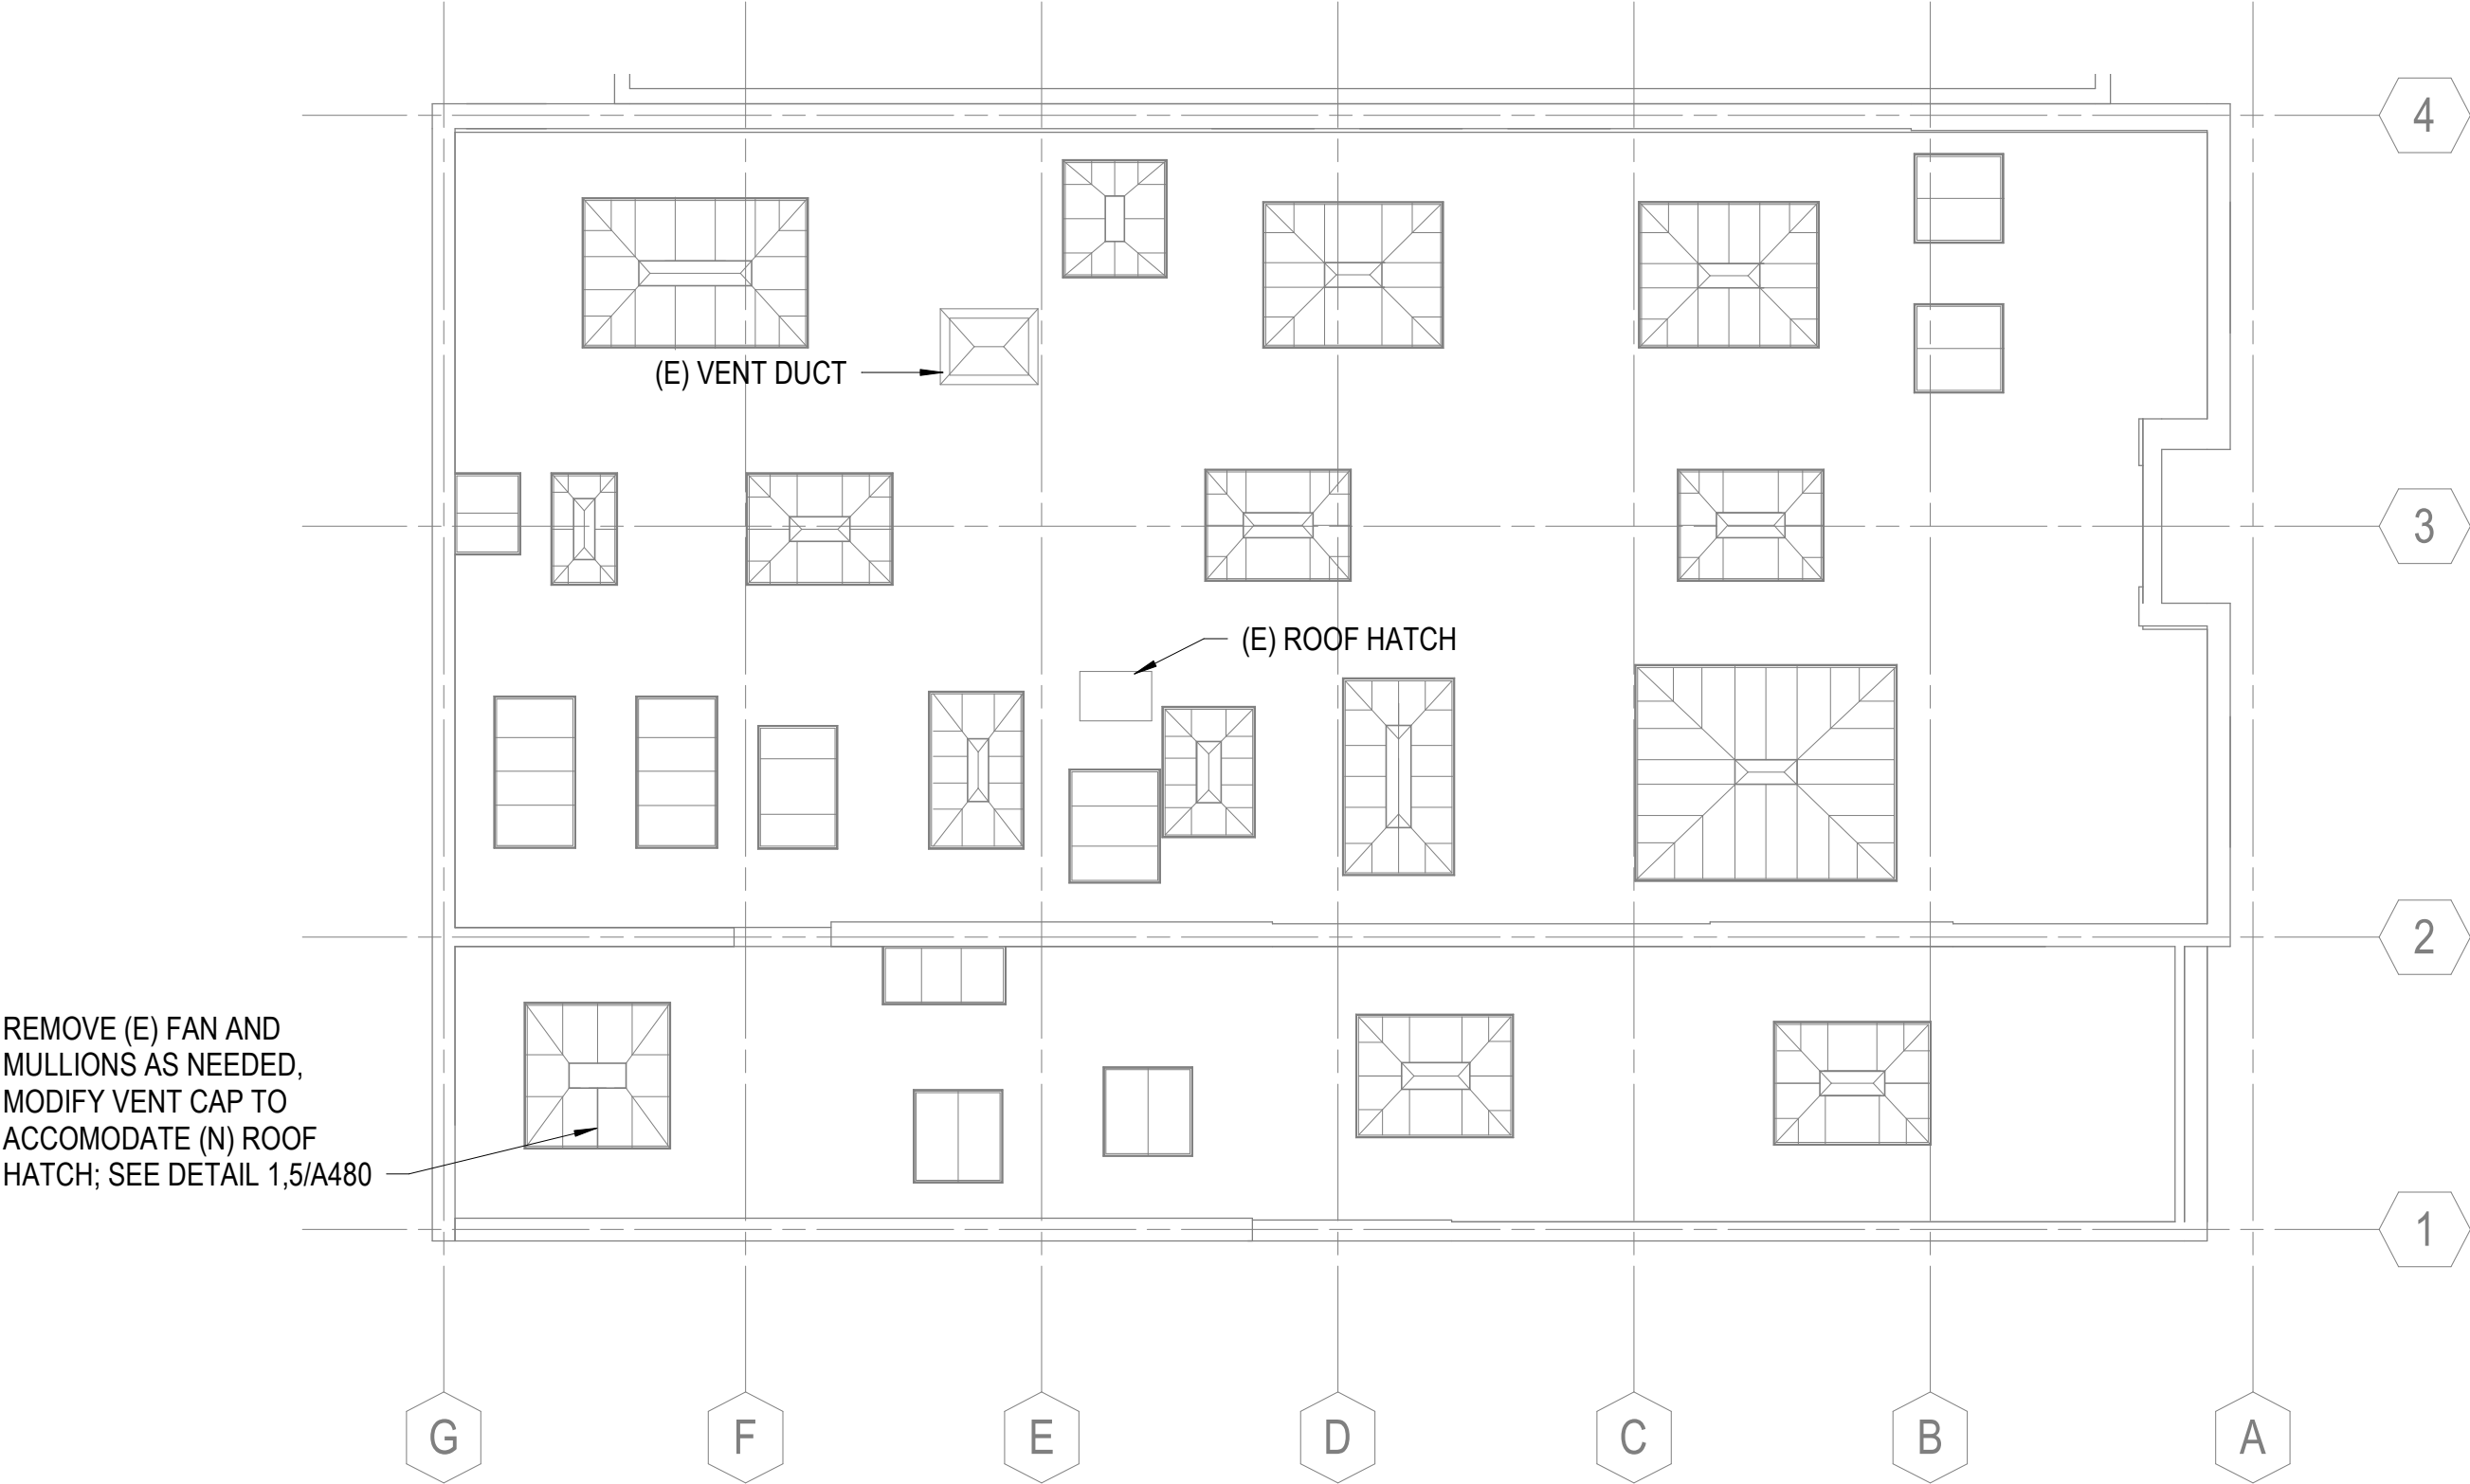 4
(E) VENT DUCT
3
(E) ROOF HATCH
2
REMOVE (E) FAN AND
MULLIONS AS NEEDED,
MODIFY VENT CAP TO
ACCOMODATE (N) ROOF
HATCH; SEE DETAIL 1,5/A480
1
G F E D C B A